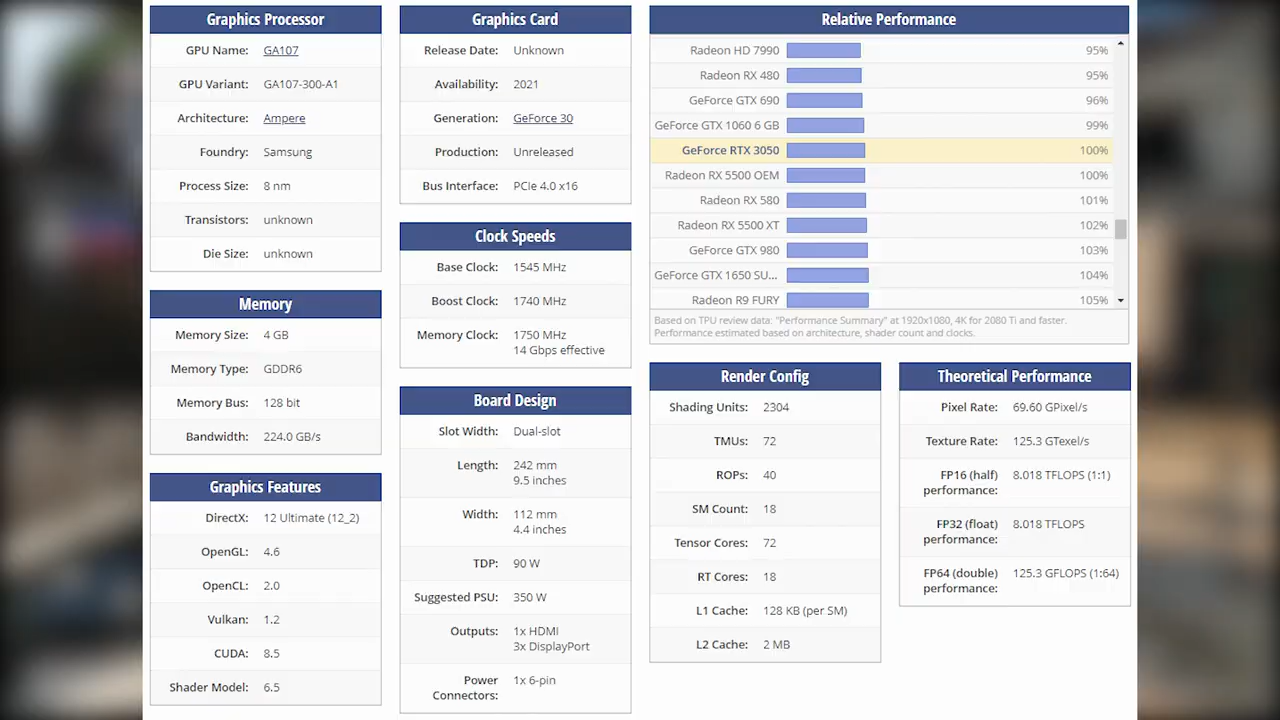 Graphics Processor
GPU Name: GA107
GPU Variant: GA107-300-A1
Architecture: Ampere
Foundry: Samsung
Process Size: 8 nm
Transistors: unknown
Die Size: unknown
Memory
Memory Size: 4 GB
Memory Type: GDDR6
Memory Bus: 128 bit
Bandwidth: 224.0 GB/s
Graphics Features
DirectX: 12 Ultimate (12_2)
OpenGL: 4.6
OpenCL: 2.0
Vulkan: 1.2
CUDA: 8.5
Shader Model: 6.5
Graphics Card
Release Date: Unknown
Availability: 2021
Generation: GeForce 30
Production: Unreleased
Bus Interface: PCIe 4.0 x16
Clock Speeds
Base Clock: 1545 MHz
Boost Clock: 1740 MHz
Memory Clock: 1750 MHz
14 Gbps effective
Board Design
Slot Width: Dual-slot
Length: 242 mm
9.5 inches
Width: 112 mm
4.4 inches
TDP: 90 W
Suggested PSU: 350 W
Outputs: 1x HDMI
3x DisplayPort
Power Connectors: 1x 6-pin
Relative Performance
Radeon HD 7990 95%
Radeon RX 480 95%
GeForce GTX 690 96%
GeForce GTX 1060 6 GB 99%
GeForce RTX 3050 100%
Radeon RX 5500 OEM 100%
Radeon RX 580 101%
Radeon RX 5500 XT 102%
GeForce GTX 980 103%
GeForce GTX 1650 SU... 104%
Radeon R9 FURY 105%
Based on TPU review data: "Performance Summary" at 1920x1080, 4K for 2080 Ti and faster.
Performance estimated based on architecture, shader count and clocks.
Render Config
Shading Units: 2304
TMUs: 72
ROPs: 40
SM Count: 18
Tensor Cores: 72
RT Cores: 18
L1 Cache: 128 KB (per SM)
L2 Cache: 2 MB
Theoretical Performance
Pixel Rate: 69.60 GPixel/s
Texture Rate: 125.3 GTexel/s
FP16 (half) performance: 8.018 TFLOPS (1:1)
FP32 (float) performance: 8.018 TFLOPS
FP64 (double) performance: 125.3 GFLOPS (1:64)